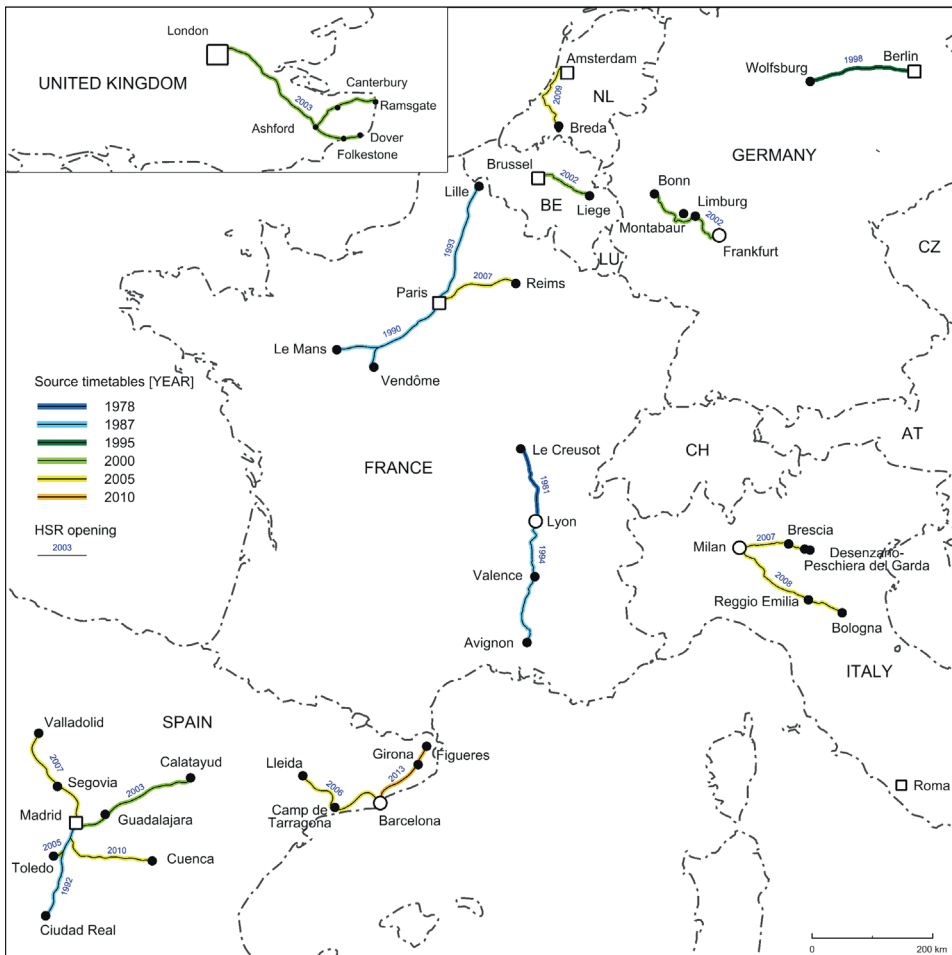 London
UNITED KINGDOM
2003
Canterbury
Ramsgate
Ashford
Dover
Folkestone
Amsterdam
NL
2009
Breda
Wolfsburg
1998
Berlin
GERMANY
Brussel
2002
BE
Liege
Bonn
Limburg
Montabaur
2002
Frankfurt
CZ
LU
Lille
1993
Paris
2007
Reims
1990
Le Mans
Vendôme
Source timetables [YEAR]
1978
1987
1995
2000
2005
2010
HSR opening
2003
FRANCE
Le Creusot
1981
Lyon
1994
Valence
Avignon
CH
AT
Milan
2007
Brescia
Desenzano-
Peschiera del Garda
2008
Reggio Emilia
Bologna
ITALY
Roma
SPAIN
Valladolid
2007
Segovia
Calatayud
2003
Madrid
Guadalajara
2005
Toledo
2010
Cuenca
1992
Ciudad Real
Lleida
2006
Camp de
Tarragona
Girona
Figueres
2013
Barcelona
0
200 km